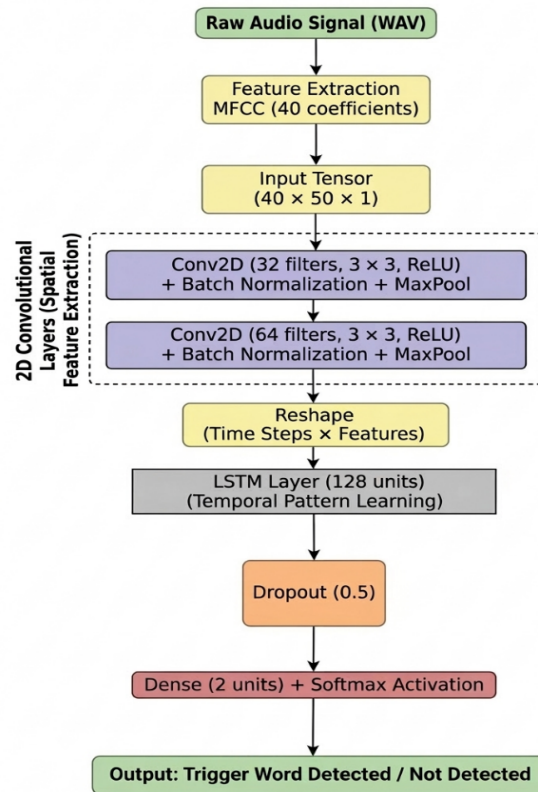 Raw Audio Signal (WAV)
Feature Extraction
MFCC (40 coefficients)
Input Tensor
(40 × 50 × 1)
2D Convolutional
Layers (Spatial
Feature Extraction)
Conv2D (32 filters, 3 × 3, ReLU)
+ Batch Normalization + MaxPool
Conv2D (64 filters, 3 × 3, ReLU)
+ Batch Normalization + MaxPool
Reshape
(Time Steps × Features)
LSTM Layer (128 units)
(Temporal Pattern Learning)
Dropout (0.5)
Dense (2 units) + Softmax Activation
Output: Trigger Word Detected / Not Detected